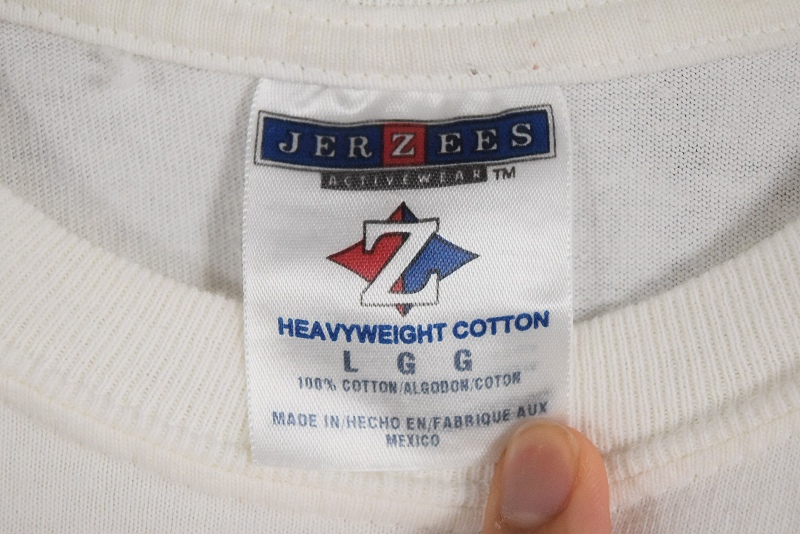 JERZEES
ACTIVEWEAR TM
Z
HEAVYWEIGHT COTTON
L G G
100% COTTON/ALGODON/COTON
MADE IN/HECHO EN/FABRIQUE AUX
MEXICO